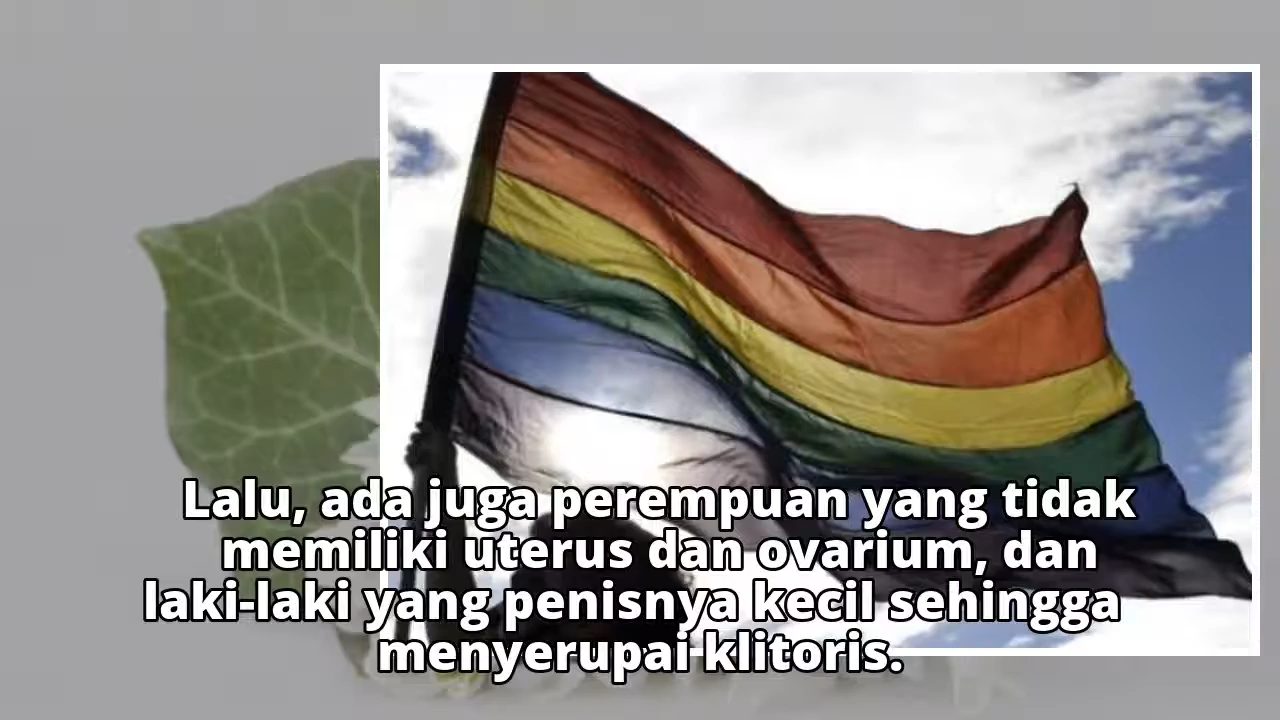 Lalu, ada juga perempuan yang tidak
memiliki uterus dan ovarium, dan
laki-laki yang penisnya kecil sehingga
menyerupai klitoris.